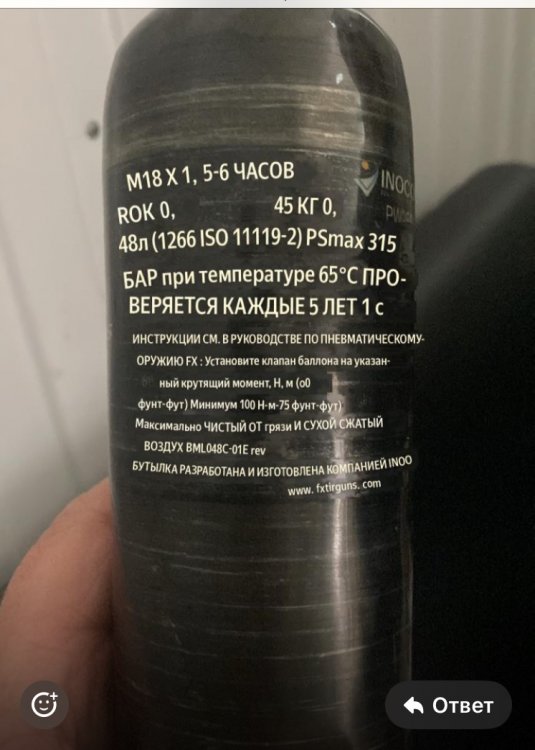 М18 X 1, 5-6 ЧАСОВ
INOC
ROK 0, 45 КГ 0,
48л (1266 ISO 11119-2) PSmax 315
БАР при температуре 65°C ПРО-
ВЕРЯЕТСЯ КАЖДЫЕ 5 ЛЕТ 1 с
ИНСТРУКЦИИ СМ. В РУКОВОДСТВЕ ПО ПНЕВМАТИЧЕСКОМУ-
ОРУЖИЮ FX : Установите клапан баллона на указан-
ный крутящий момент, Н, м (о0
фунт-фут) Минимум 100 Н-м-75 фунт-фут)
Максимально ЧИСТЫЙ ОТ грязи И СУХОЙ СЖАТЫЙ
ВОЗДУХ BML048C-01E rev
БУТЫЛКА РАЗРАБОТАНА И ИЗГОТОВЛЕНА КОМПАНИЕЙ INOO
www. fxtirguns. com
Ответ